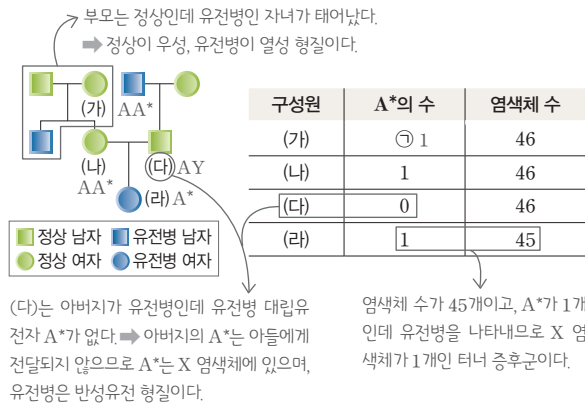 부모는 정상인데 유전병인 자녀가 태어났다.
➡ 정상이 우성, 유전병이 열성 형질이다.
(가) AA*
(나) AA*
(다) AY
(라) A*
정상 남자 유전병 남자
정상 여자 유전병 여자
구성원 A*의 수 염색체 수
(가) ㉠ 1 46
(나) 1 46
(다) 0 46
(라) 1 45
(다)는 아버지가 유전병인데 유전병 대립유
전자 A*가 없다. ➡ 아버지의 A*는 아들에게
전달되지 않으므로 A*는 X 염색체에 있으며,
유전병은 반성유전 형질이다.
염색체 수가 45개이고, A*가 1개
인데 유전병을 나타내므로 X 염
색체가 1개인 터너 증후군이다.